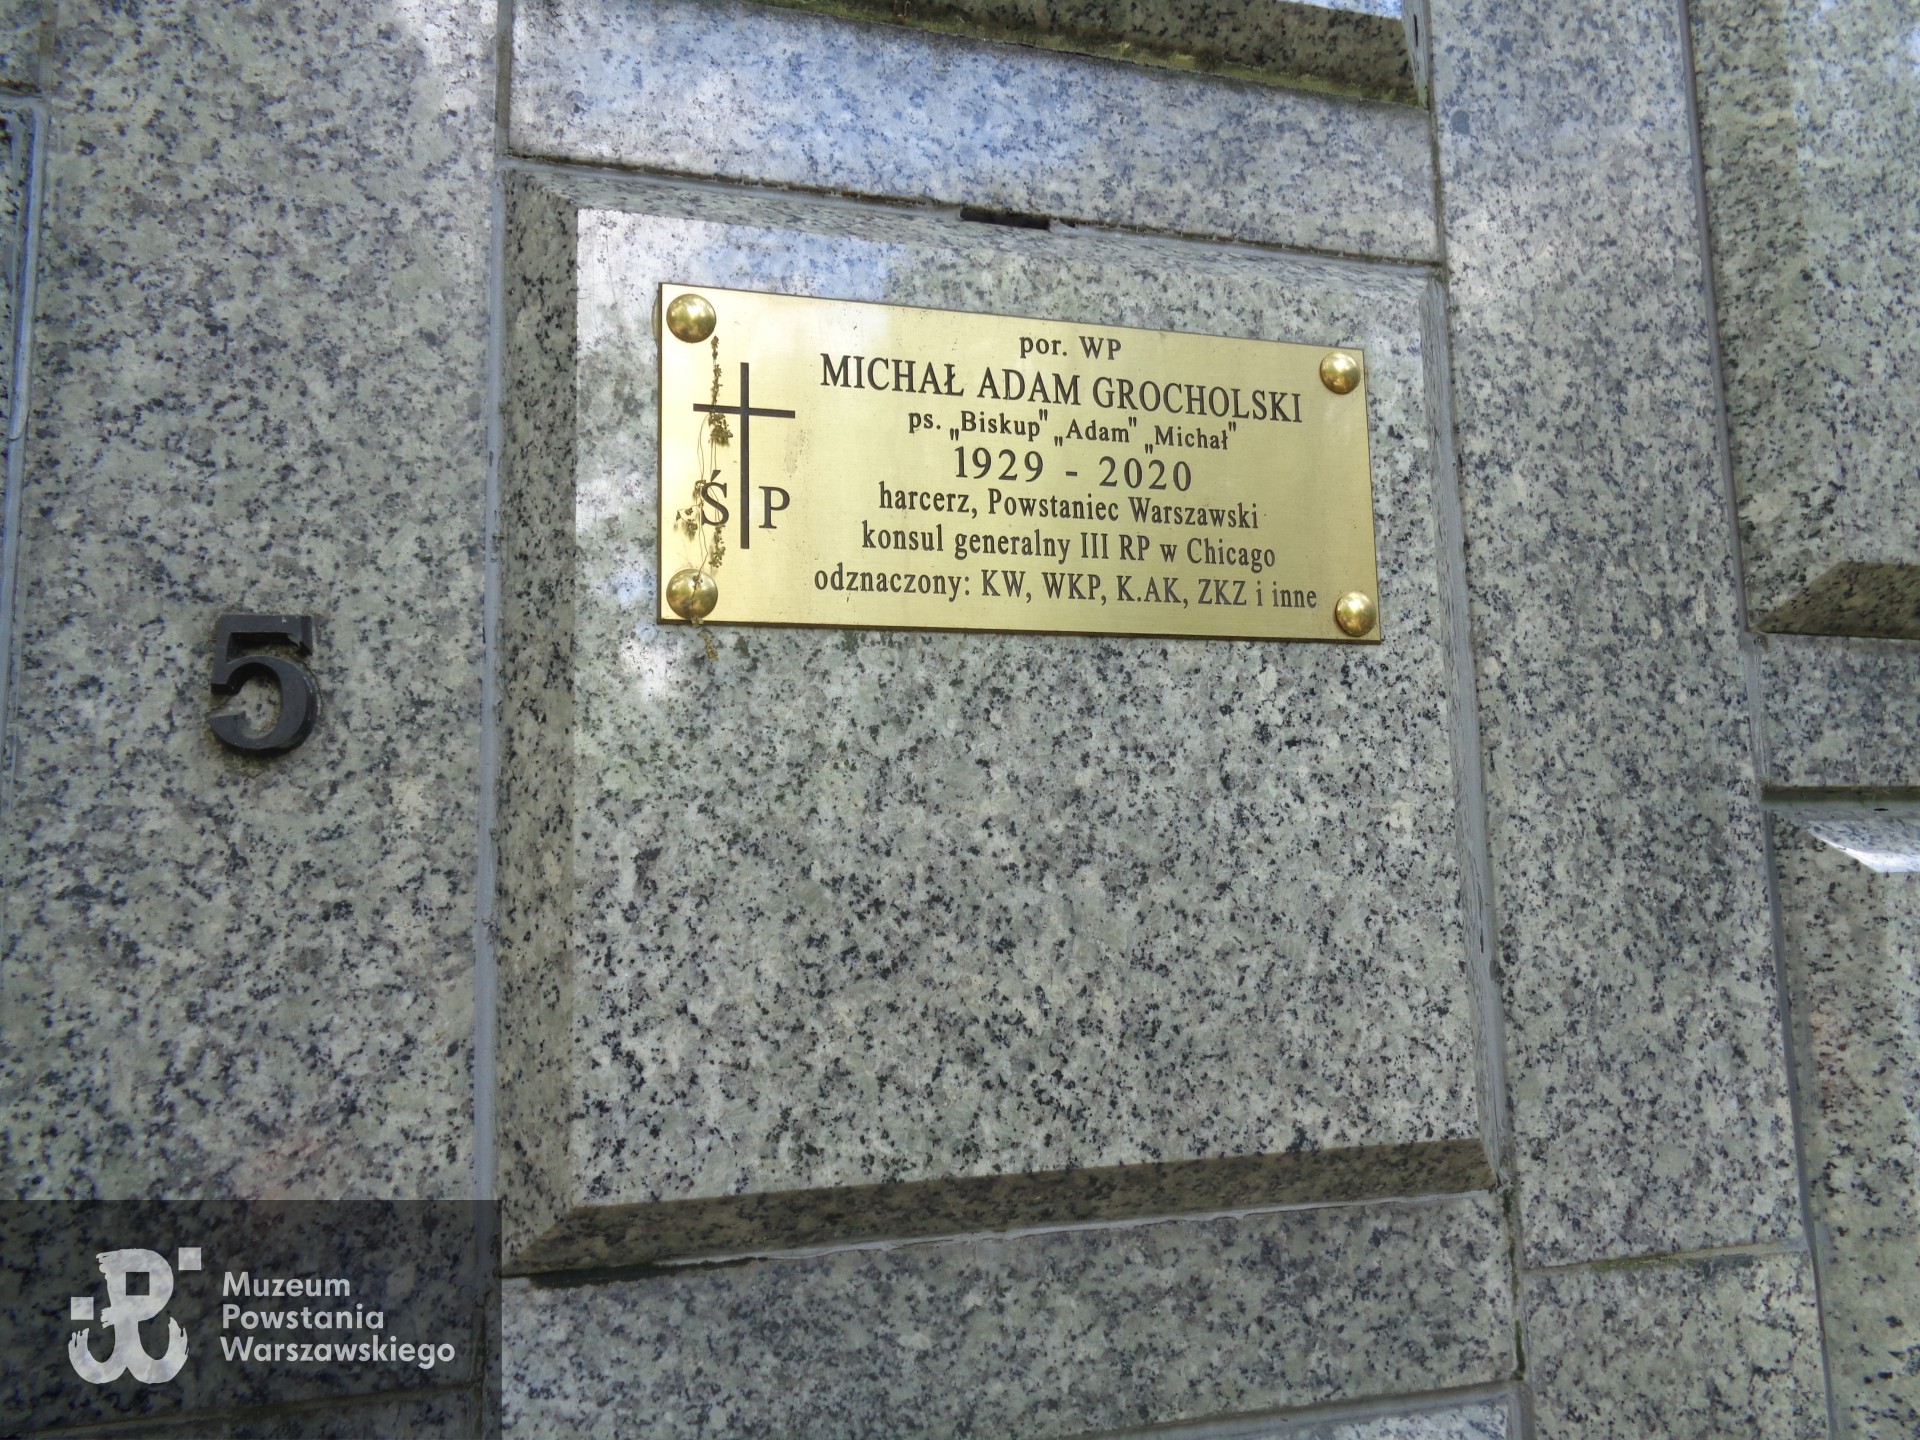 por. WP
MICHAŁ ADAM GROCHOLSKI
ps. „Biskup" „Adam" „Michał"
1929 - 2020
harcerz, Powstaniec Warszawski
konsul generalny III RP w Chicago
odznaczony: KW, WKP, K.AK, ZKZ i inne
Ś P
5
Muzeum
Powstania
Warszawskiego